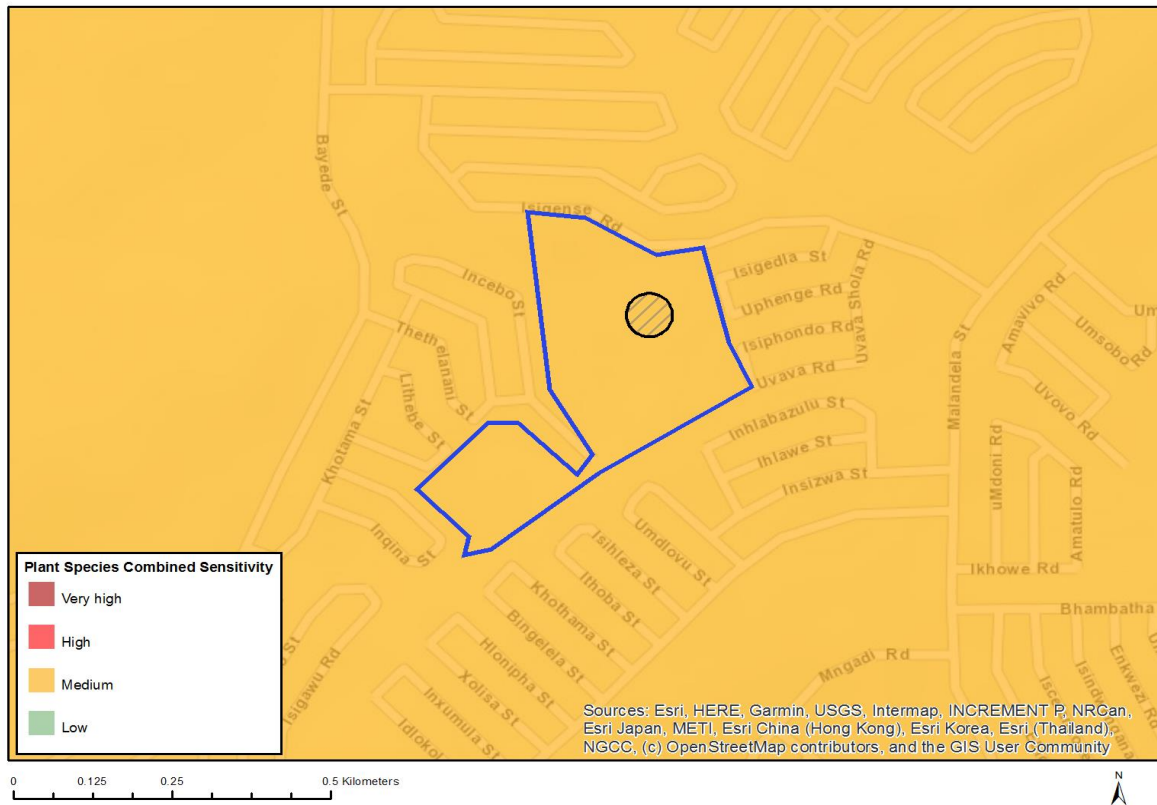 Bayede St
Isigense Rd
Incebo St
Isigedla St
Uphenge Rd
Isiphondo Rd
Uvava Shola Rd
Uvava Rd
Thethelanani St
Lithebe St
Khotama St
Inqina St
Inhlabazulu St
Ihlawe St
Insizwa St
Malandela St
Amavivo Rd
Umsobo Rd
Um
Uvovo Rd
uMdoni Rd
Amatulo Rd
Ikhowe Rd
Bhambatha
Umdlovu St
Isihleza St
Ithoba St
Khothama St
Bingelela St
Hlonipha St
Xolisa St
Inxumula St
Idloko
Isigawu Rd
s St
Mngadi Rd
Enkwezi Rd
Plant Species Combined Sensitivity
Very high
High
Medium
Low
Sources: Esri, HERE, Garmin, USGS, Intermap, INCREMENT P, NRCan,
Esri Japan, METI, Esri China (Hong Kong), Esri Korea, Esri (Thailand),
NGCC, (c) OpenStreetMap contributors, and the GIS User Community
0 0.125 0.25 0.5 Kilometers
N